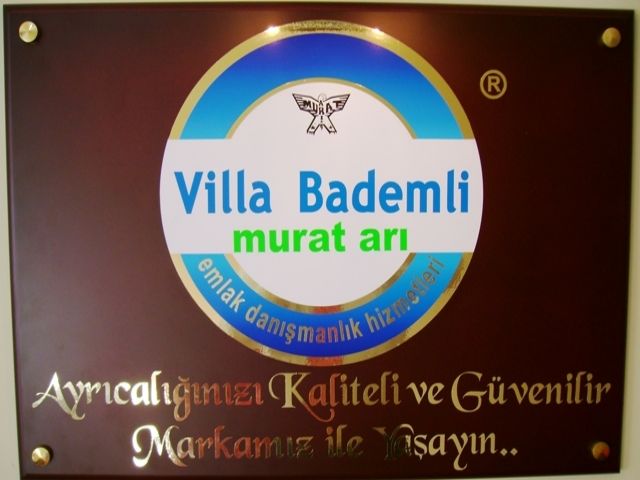 MURAT
®
Villa Bademli
murat arı
emlak danışmanlık hizmetleri
Ayrıcalığınızı Kaliteli ve Güvenilir
Markamız ile Yaşayın..